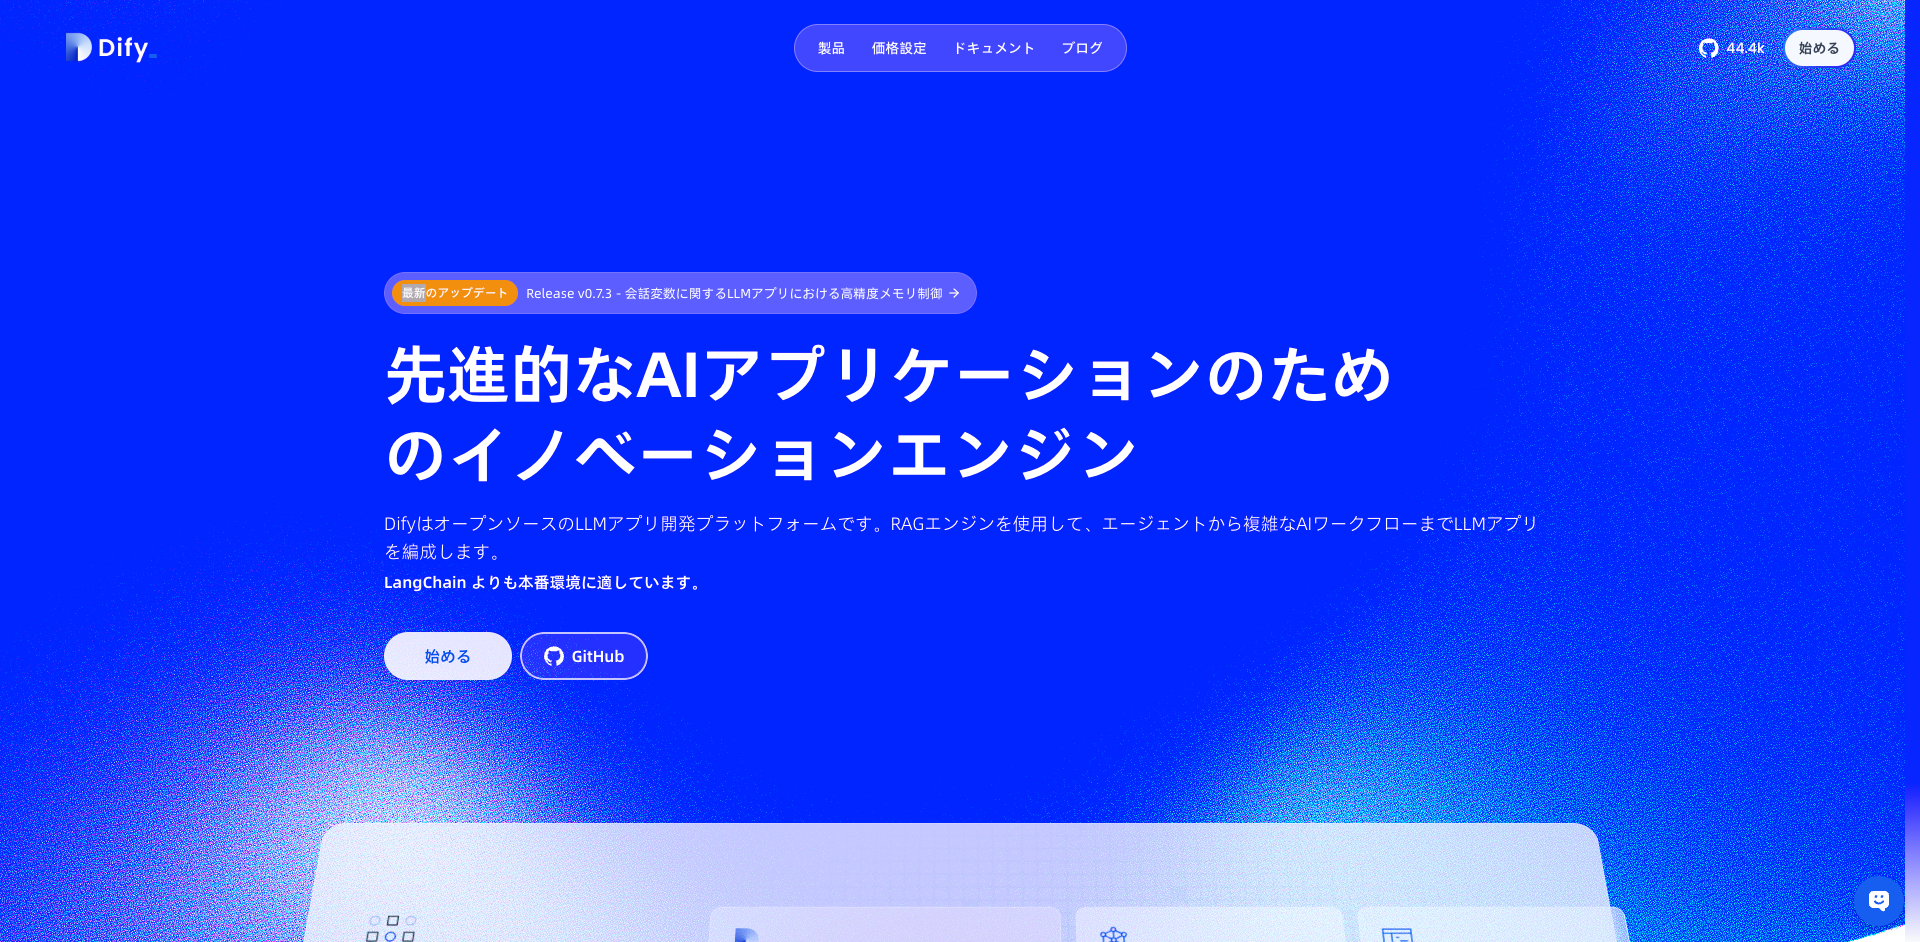 Dify_
製品 価格設定 ドキュメント ブログ
44.4k 始める
最新のアップデート Release v0.7.3 - 会話変数に関するLLMアプリにおける高精度メモリ制御 →
先進的なAIアプリケーションのため
のイノベーションエンジン
DifyはオープンソースのLLMアプリ開発プラットフォームです。RAGエンジンを使用して、エージェントから複雑なAIワークフローまでLLMアプリ
を編成します。
LangChain よりも本番環境に適しています。
始める GitHub